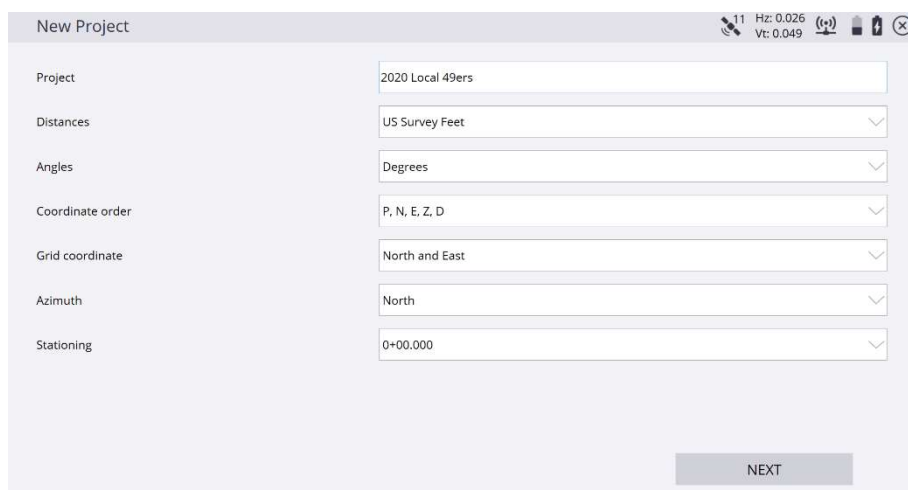 New Project
11
Hz: 0.026
Vt: 0.049
Project
2020 Local 49ers
Distances
US Survey Feet
Angles
Degrees
Coordinate order
P, N, E, Z, D
Grid coordinate
North and East
Azimuth
North
Stationing
0+00.000
NEXT